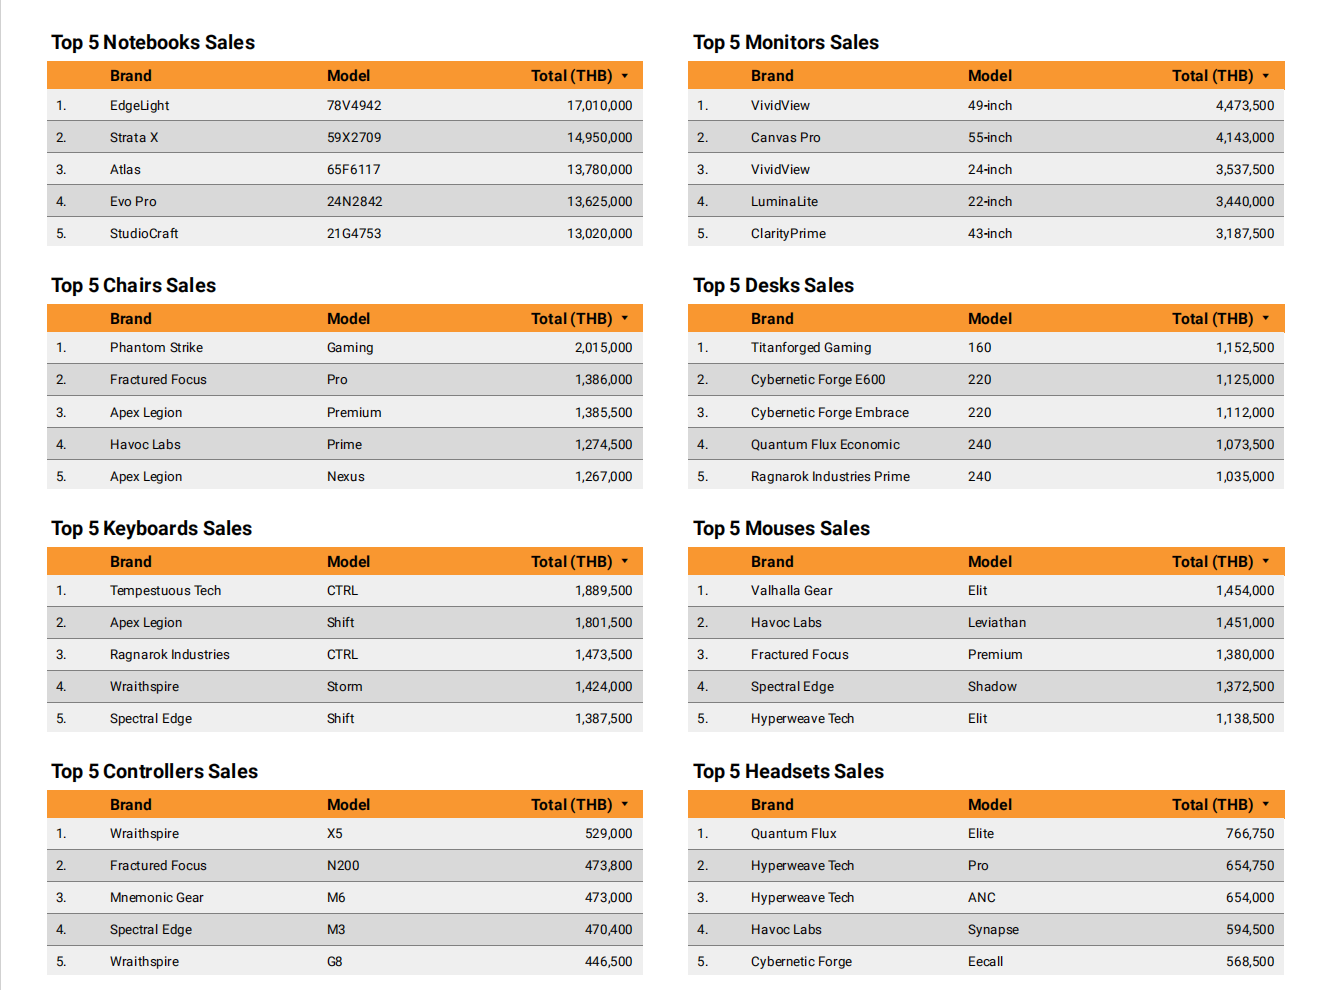 Top 5 Notebooks Sales
Brand Model Total (THB)
1. EdgeLight 78V4942 17,010,000
2. Strata X 59X2709 14,950,000
3. Atlas 65F6117 13,780,000
4. Evo Pro 24N2842 13,625,000
5. StudioCraft 21G4753 13,020,000
Top 5 Monitors Sales
Brand Model Total (THB)
1. VividView 49-inch 4,473,500
2. Canvas Pro 55-inch 4,143,000
3. VividView 24-inch 3,537,500
4. LuminaLite 22-inch 3,440,000
5. ClarityPrime 43-inch 3,187,500
Top 5 Chairs Sales
Brand Model Total (THB)
1. Phantom Strike Gaming 2,015,000
2. Fractured Focus Pro 1,386,000
3. Apex Legion Premium 1,385,500
4. Havoc Labs Prime 1,274,500
5. Apex Legion Nexus 1,267,000
Top 5 Desks Sales
Brand Model Total (THB)
1. Titanforged Gaming 160 1,152,500
2. Cybernetic Forge E600 220 1,125,000
3. Cybernetic Forge Embrace 220 1,112,000
4. Quantum Flux Economic 240 1,073,500
5. Ragnarok Industries Prime 240 1,035,000
Top 5 Keyboards Sales
Brand Model Total (THB)
1. Tempestuous Tech CTRL 1,889,500
2. Apex Legion Shift 1,801,500
3. Ragnarok Industries CTRL 1,473,500
4. Wraithspire Storm 1,424,000
5. Spectral Edge Shift 1,387,500
Top 5 Mouses Sales
Brand Model Total (THB)
1. Valhalla Gear Elit 1,454,000
2. Havoc Labs Leviathan 1,451,000
3. Fractured Focus Premium 1,380,000
4. Spectral Edge Shadow 1,372,500
5. Hyperweave Tech Elit 1,138,500
Top 5 Controllers Sales
Brand Model Total (THB)
1. Wraithspire X5 529,000
2. Fractured Focus N200 473,800
3. Mnemonic Gear M6 473,000
4. Spectral Edge M3 470,400
5. Wraithspire G8 446,500
Top 5 Headsets Sales
Brand Model Total (THB)
1. Quantum Flux Elite 766,750
2. Hyperweave Tech Pro 654,750
3. Hyperweave Tech ANC 654,000
4. Havoc Labs Synapse 594,500
5. Cybernetic Forge Eecall 568,500